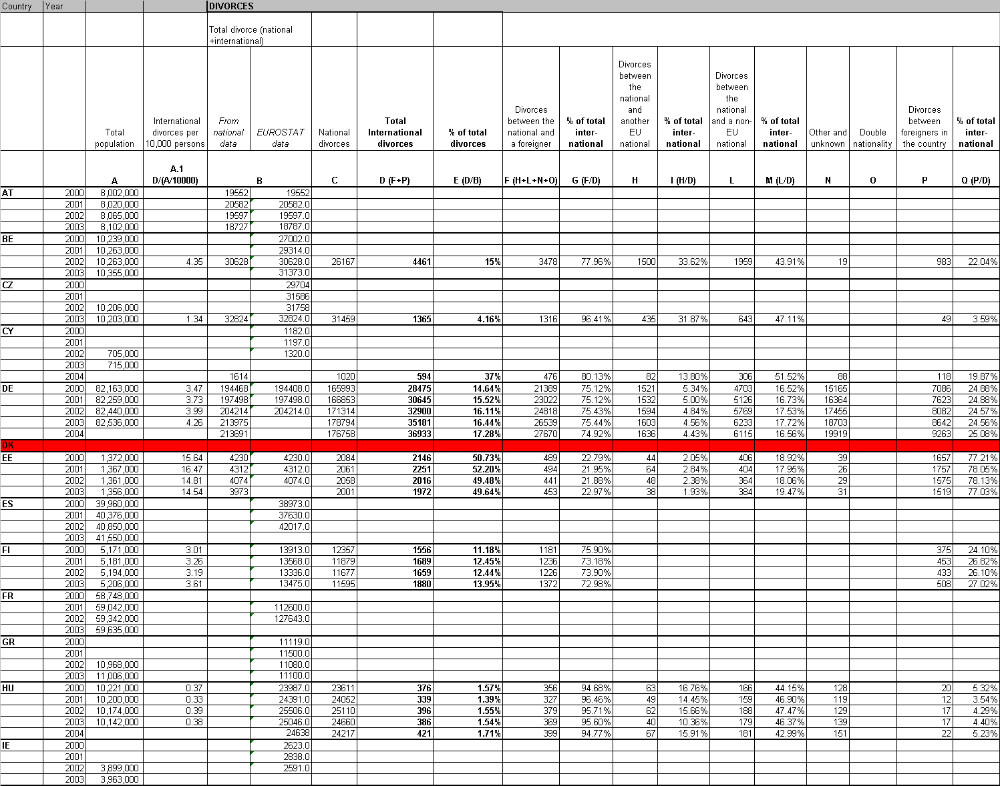 Country Year DIVORCES
Total divorce (national
+international)
Total population
International divorces per 10,000 persons
From national data
EUROSTAT data
National divorces
Total International divorces
% of total divorces
Divorces between the national and a foreigner
% of total inter-national
Divorces between the national and another EU national
% of total inter-national
Divorces between the national and a non-EU national
% of total inter-national
Other and unknown
Double nationality
Divorces between foreigners in the country
% of total inter-national
A A.1 D/(A/10000) B C D (F+P) E (D/B) F (H+L+N+O) G (F/D) H I (H/D) L M (L/D) N O P Q (P/D)
AT 2000 8,002,000 19552 19552
2001 8,020,000 20582 20582.0
2002 8,065,000 19597 19597.0
2003 8,102,000 18727 18787.0
BE 2000 10,239,000 27002.0
2001 10,263,000 29314.0
2002 10,263,000 4.35 30628 30628.0 26167 4461 15% 3478 77.96% 1500 33.62% 1959 43.91% 19 983 22.04%
2003 10,355,000 31373.0
CZ 2000 29704
2001 31586
2002 10,206,000 31758
2003 10,203,000 1.34 32824 32824.0 31459 1365 4.16% 1316 96.41% 435 31.87% 643 47.11% 49 3.59%
CY 2000 1182.0
2001 1197.0
2002 705,000 1320.0
2003 715,000
2004 1614 1020 594 37% 476 80.13% 82 13.80% 306 51.52% 88 118 19.87%
DE 2000 82,163,000 3.47 194468 194408.0 165993 28475 14.64% 21389 75.12% 1521 5.34% 4703 16.52% 15165 7086 24.88%
2001 82,259,000 3.73 197498 197498.0 166853 30645 15.52% 23022 75.12% 1532 5.00% 5126 16.73% 16364 7623 24.88%
2002 82,440,000 3.99 204214 204214.0 171314 32900 16.11% 24818 75.43% 1594 4.84% 5769 17.53% 17455 8082 24.57%
2003 82,536,000 4.26 213975 178794 35181 16.44% 26539 75.44% 1603 4.56% 6233 17.72% 18703 8642 24.56%
2004 213691 176758 36933 17.28% 27670 74.92% 1636 4.43% 6115 16.56% 19919 9263 25.08%
DK
EE 2000 1,372,000 15.64 4230 4230.0 2084 2146 50.73% 489 22.79% 44 2.05% 406 18.92% 39 1657 77.21%
2001 1,367,000 16.47 4312 4312.0 2061 2251 52.20% 494 21.95% 64 2.84% 404 17.95% 26 1757 78.05%
2002 1,361,000 14.81 4074 4074.0 2058 2016 49.48% 441 21.88% 48 2.38% 364 18.06% 29 1575 78.13%
2003 1,356,000 14.54 3973 2001 1972 49.64% 453 22.97% 38 1.93% 384 19.47% 31 1519 77.03%
ES 2000 39,960,000 38973.0
2001 40,376,000 37630.0
2002 40,850,000 42017.0
2003 41,550,000
FI 2000 5,171,000 3.01 13913.0 12357 1556 11.18% 1181 75.90% 375 24.10%
2001 5,181,000 3.26 13568.0 11879 1689 12.45% 1236 73.18% 453 26.82%
2002 5,194,000 3.19 13336.0 11677 1659 12.44% 1226 73.90% 433 26.10%
2003 5,206,000 3.61 13475.0 11595 1880 13.95% 1372 72.98% 508 27.02%
FR 2000 58,748,000
2001 59,042,000 112600.0
2002 59,342,000 127643.0
2003 59,635,000
GR 2000 11119.0
2001 11500.0
2002 10,968,000 11080.0
2003 11,006,000 11100.0
HU 2000 10,221,000 0.37 23987.0 23611 376 1.57% 356 94.68% 63 16.76% 166 44.15% 128 20 5.32%
2001 10,200,000 0.33 24391.0 24052 339 1.39% 327 96.46% 49 14.45% 159 46.90% 119 12 3.54%
2002 10,174,000 0.39 25506.0 25110 396 1.55% 379 95.71% 62 15.66% 188 47.47% 129 17 4.29%
2003 10,142,000 0.38 25046.0 24660 386 1.54% 369 95.60% 40 10.36% 179 46.37% 139 17 4.40%
2004 24638 24217 421 1.71% 399 94.77% 67 15.91% 181 42.99% 151 22 5.23%
IE 2000 2623.0
2001 2838.0
2002 3,899,000 2591.0
2003 3,963,000